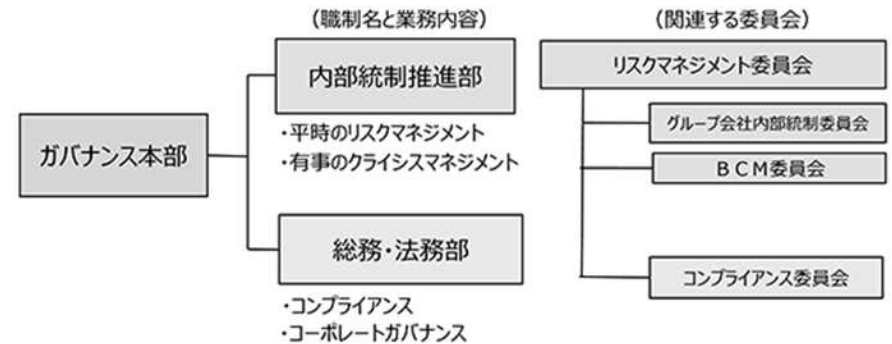 (職制名と業務内容)
(関連する委員会)
ガバナンス本部
内部統制推進部
・平時のリスクマネジメント
・有事のクライシスマネジメント
総務・法務部
・コンプライアンス
・コーポレートガバナンス
リスクマネジメント委員会
グループ会社内部統制委員会
BCM委員会
コンプライアンス委員会